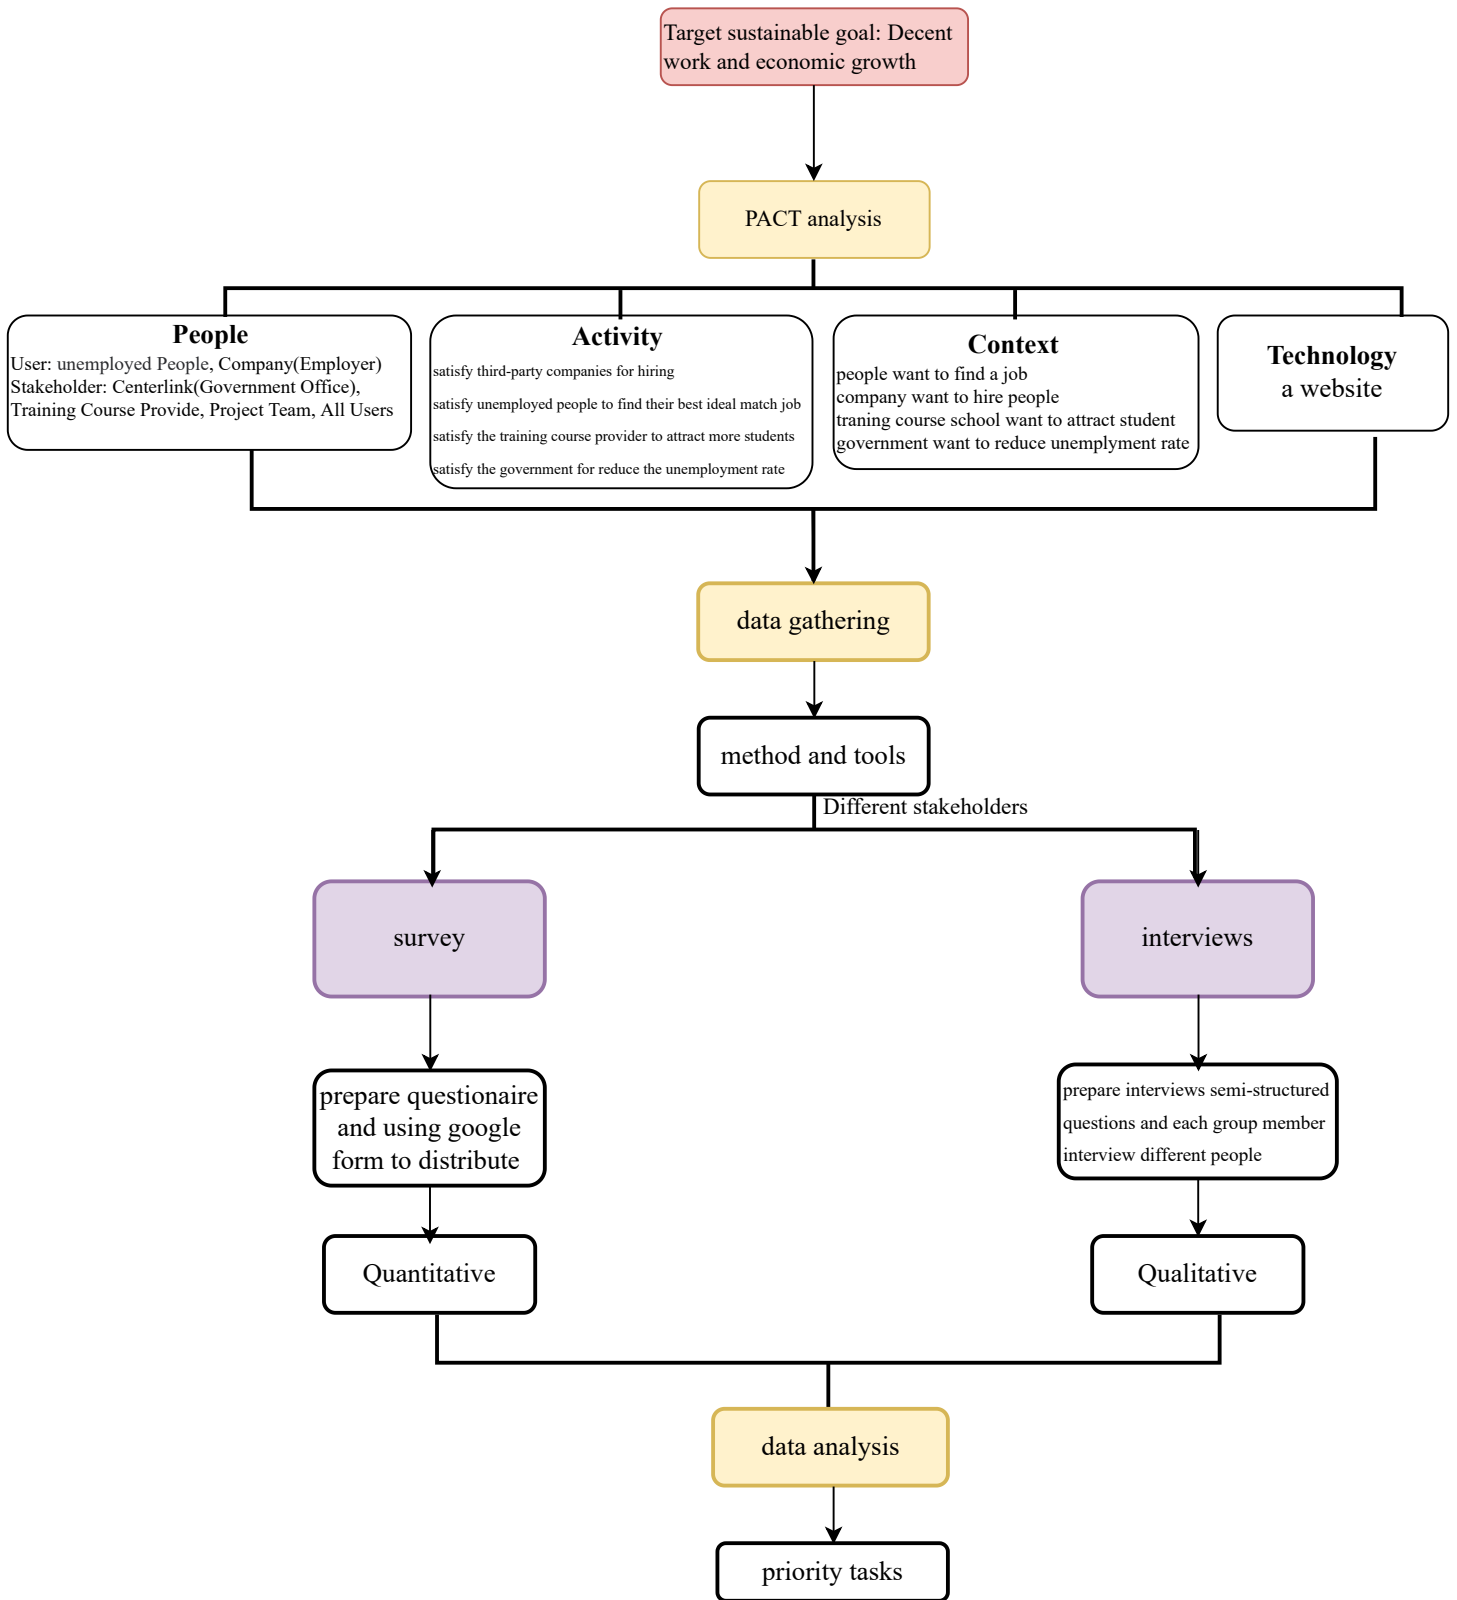 Target sustainable goal: Decent
work and economic growth
PACT analysis
People
User: unemployed People, Company(Employer)
Stakeholder: Centerlink(Government Office),
Training Course Provide, Project Team, All Users
Activity
satisfy third-party companies for hiring
satisfy unemployed people to find their best ideal match job
satisfy the training course provider to attract more students
satisfy the government for reduce the unemployment rate
Context
people want to find a job
company want to hire people
traning course school want to attract student
government want to reduce unemplyment rate
Technology
a website
data gathering
method and tools
Different stakeholders
survey
interviews
prepare questionaire
and using google
form to distribute
prepare interviews semi-structured
questions and each group member
interview different people
Quantitative
Qualitative
data analysis
priority tasks